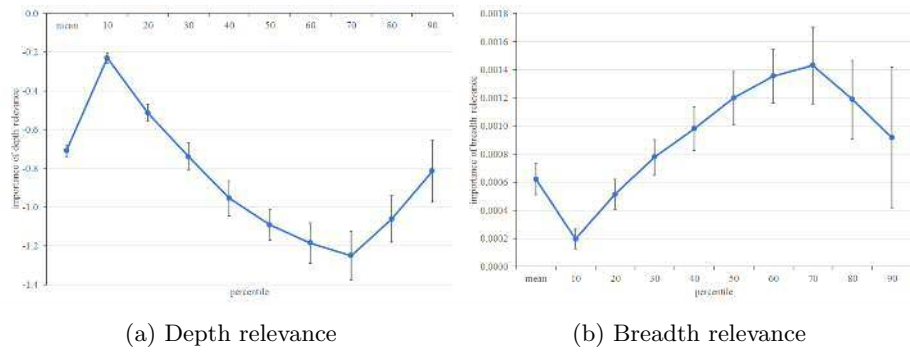 0.0
mean 10 20 30 40 50 60 70 80 90
-0.2
-0.4
-0.6
-0.8
-1.0
-1.2
-1.4
importance of depth relevance
percentile
(a) Depth relevance
0.0018
0.0016
0.0014
0.0012
0.0010
0.0008
0.0006
0.0004
0.0002
0.0000
importance of breadth relevance
mean 10 20 30 40 50 60 70 80 90
percentile
(b) Breadth relevance